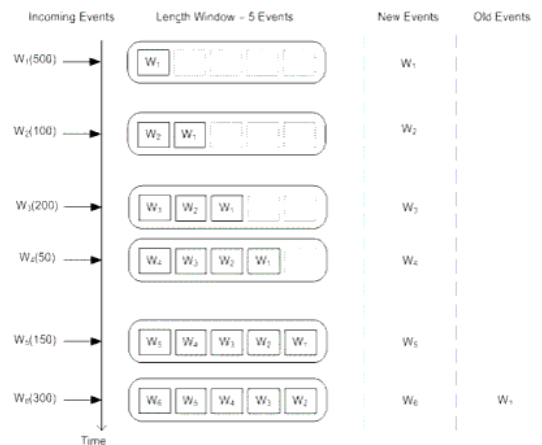 Incoming Events Length Window – 5 Events New Events Old Events
W₁(500) W₁ W₁
W₂(100) W₂ W₁ W₂
W₃(200) W₃ W₂ W₁ W₃
W₄(50) W₄ W₃ W₂ W₁ W₄
W₅(150) W₅ W₄ W₃ W₂ W₁ W₅
W₆(300) W₆ W₅ W₄ W₃ W₂ W₆ W₁
Time